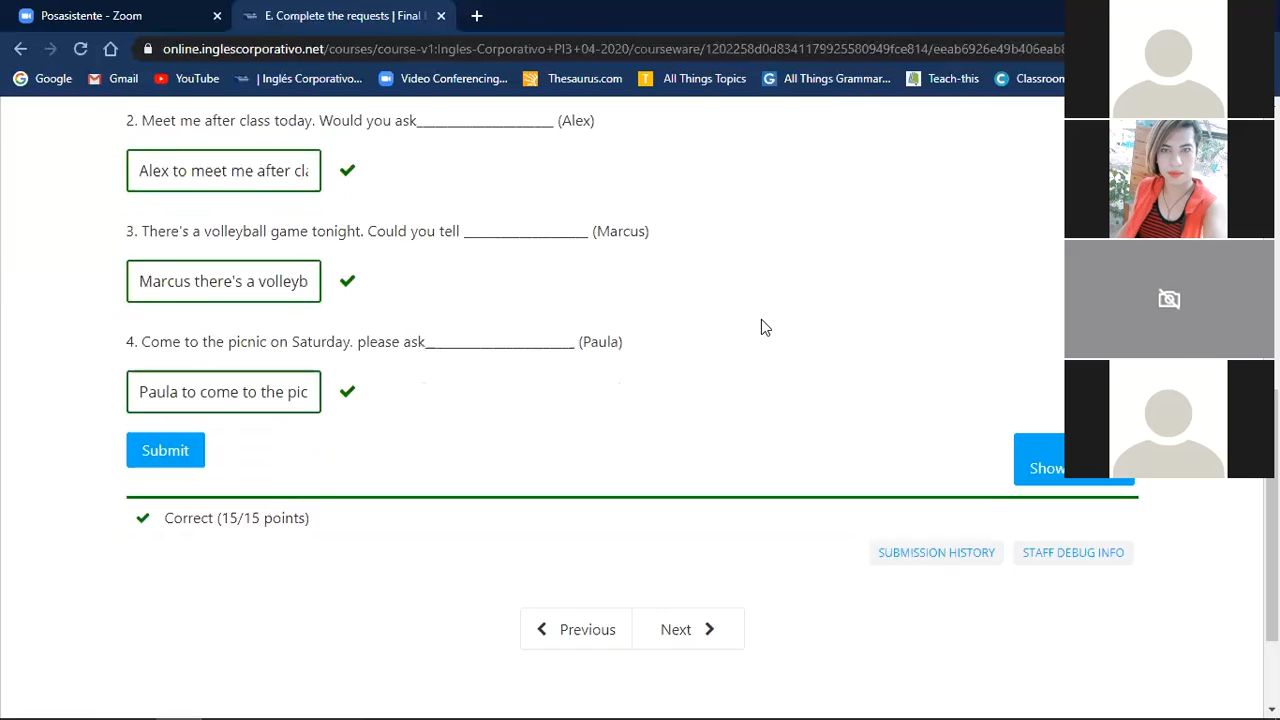 Posasistente - Zoom
E. Complete the requests | Final
online.inglescorporativo.net/courses/course-v1:Ingles-Corporativo+PI3+04-2020/courseware/1202258d0d8341179925580949fce814/eeab6926e49b406eab8
Google Gmail YouTube | Inglés Corporativo... Video Conferencing... Thesaurus.com All Things Topics All Things Grammar... Teach-this Classroom
2. Meet me after class today. Would you ask___________________ (Alex)
Alex to meet me after cla
3. There's a volleyball game tonight. Could you tell _________________ (Marcus)
Marcus there's a volleyb
4. Come to the picnic on Saturday. please ask____________________ (Paula)
Paula to come to the pic
Submit
Show
Correct (15/15 points)
SUBMISSION HISTORY STAFF DEBUG INFO
Previous Next